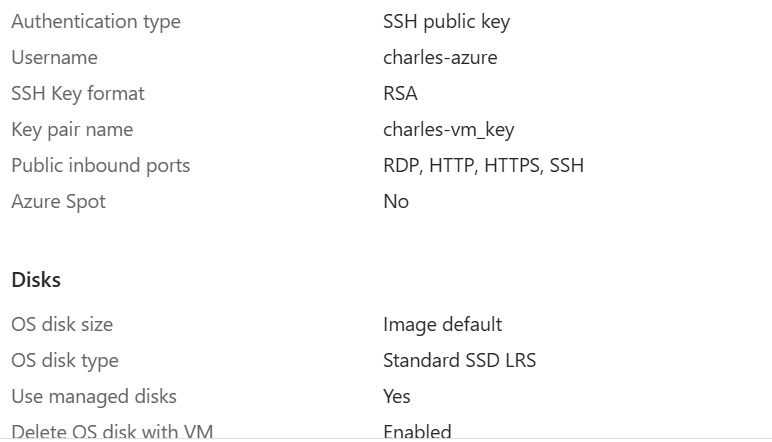 Authentication type SSH public key
Username charles-azure
SSH Key format RSA
Key pair name charles-vm_key
Public inbound ports RDP, HTTP, HTTPS, SSH
Azure Spot No
Disks
OS disk size Image default
OS disk type Standard SSD LRS
Use managed disks Yes
Delete OS disk with VM Enabled